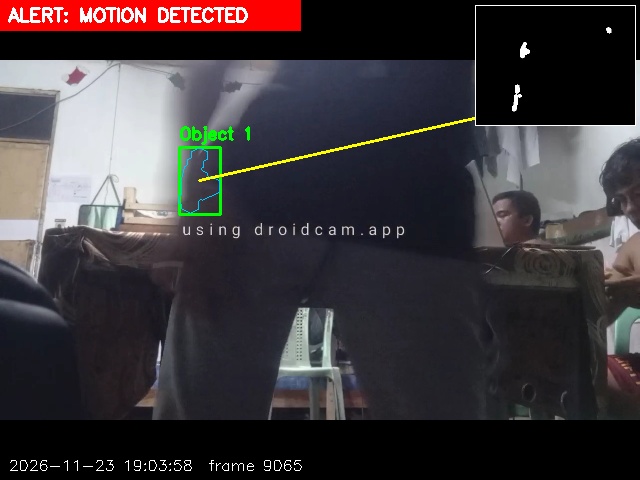 ALERT: MOTION DETECTED
Object 1
using droidcam.app
2026-11-23 19:03:58 frame 9065